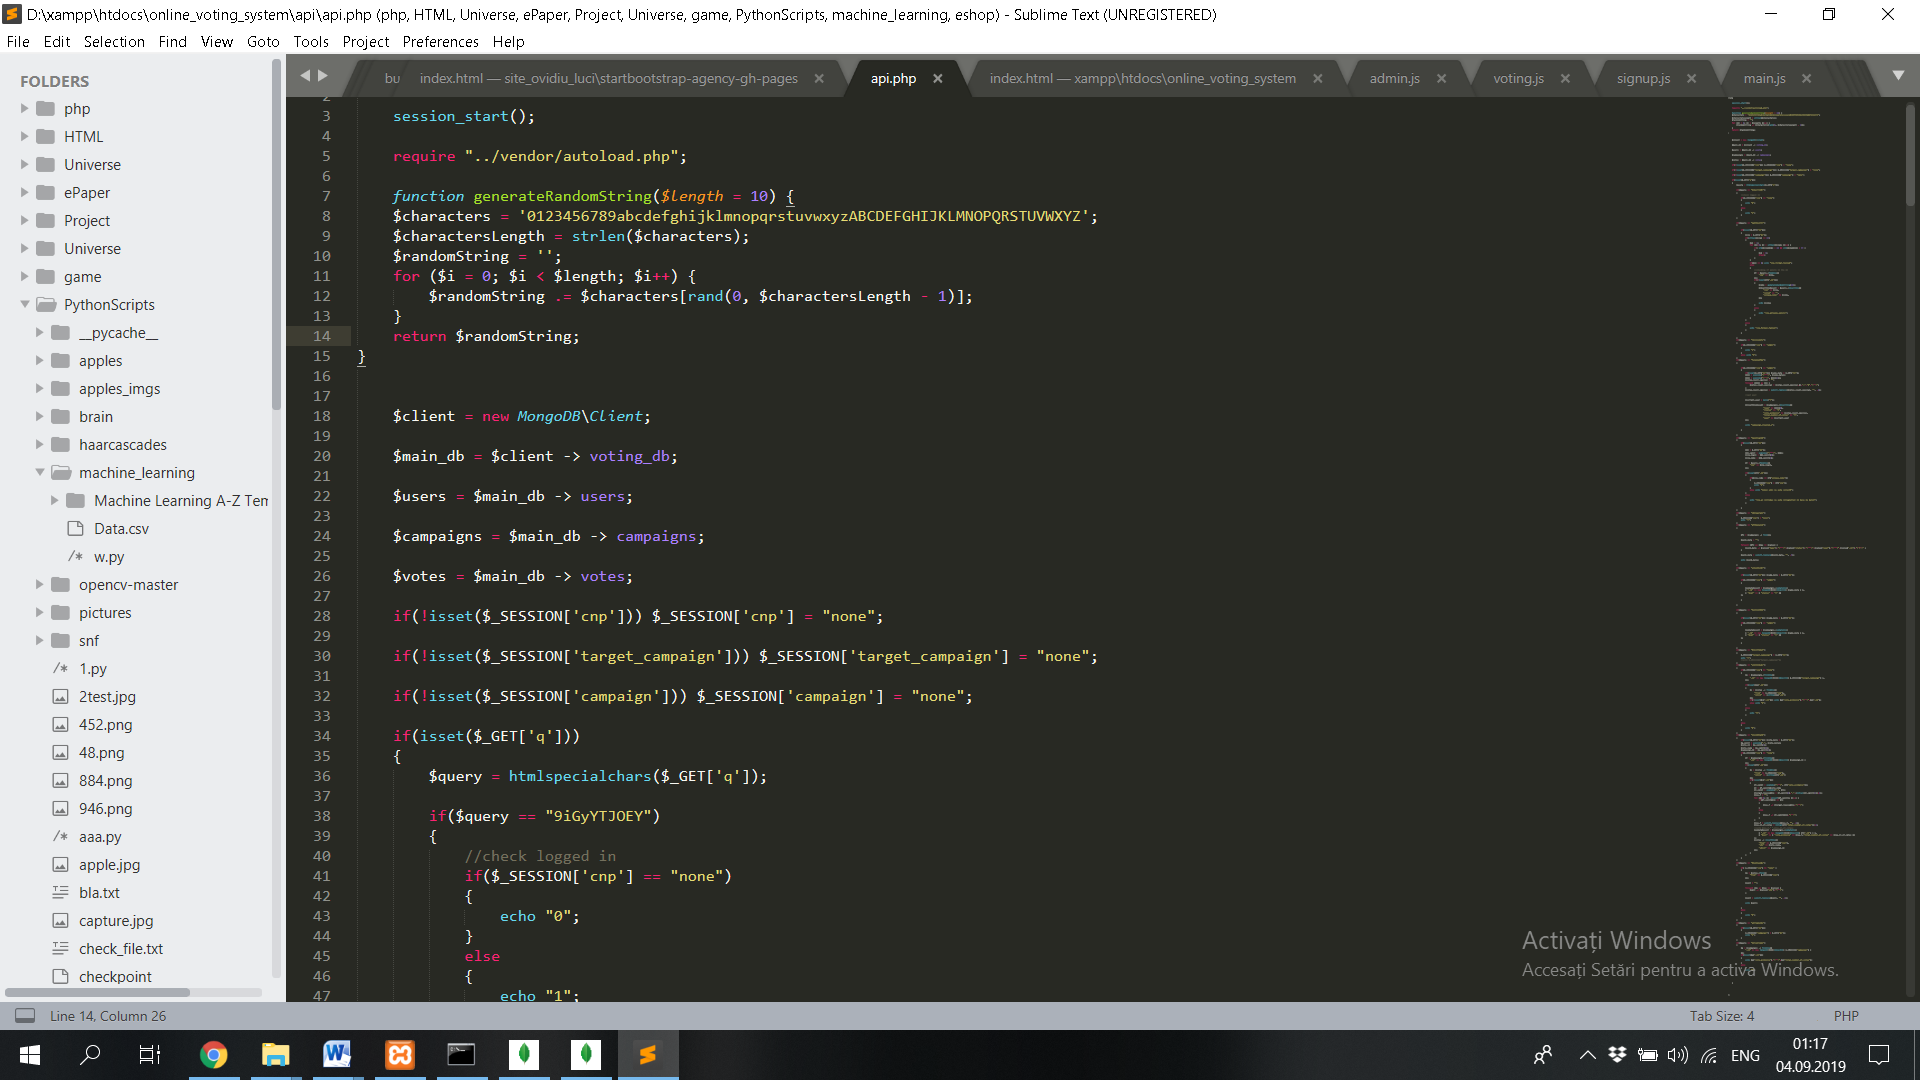 D:\xampp\htdocs\online_voting_system\api\api.php (php, HTML, Universe, ePaper, Project, Universe, game, PythonScripts, machine_learning, eshop) - Sublime Text (UNREGISTERED)
File Edit Selection Find View Goto Tools Project Preferences Help
FOLDERS
php
HTML
Universe
ePaper
Project
Universe
game
PythonScripts
__pycache__
apples
apples_imgs
brain
haarcascades
machine_learning
Machine Learning A-Z Tem
Data.csv
/* w.py
opencv-master
pictures
snf
/* 1.py
2test.jpg
452.png
48.png
884.png
946.png
/* aaa.py
apple.jpg
bla.txt
capture.jpg
check_file.txt
checkpoint
bu index.html — site_ovidiu_luci\startbootstrap-agency-gh-pages × api.php × index.html — xampp\htdocs\online_voting_system × admin.js × voting.js × signup.js × main.js ×
2
3 session_start();
4
5 require "../vendor/autoload.php";
6
7 function generateRandomString($length = 10) {
8 $characters = '0123456789abcdefghijklmnopqrstuvwxyzABCDEFGHIJKLMNOPQRSTUVWXYZ';
9 $charactersLength = strlen($characters);
10 $randomString = '';
11 for ($i = 0; $i < $length; $i++) {
12 $randomString .= $characters[rand(0, $charactersLength - 1)];
13 }
14 return $randomString;
15 }
16
17
18 $client = new MongoDB\Client;
19
20 $main_db = $client -> voting_db;
21
22 $users = $main_db -> users;
23
24 $campaigns = $main_db -> campaigns;
25
26 $votes = $main_db -> votes;
27
28 if(!isset($_SESSION['cnp'])) $_SESSION['cnp'] = "none";
29
30 if(!isset($_SESSION['target_campaign'])) $_SESSION['target_campaign'] = "none";
31
32 if(!isset($_SESSION['campaign'])) $_SESSION['campaign'] = "none";
33
34 if(isset($_GET['q']))
35 {
36 $query = htmlspecialchars($_GET['q']);
37
38 if($query == "9iGyYTJOEY")
39 {
40 //check logged in
41 if($_SESSION['cnp'] == "none")
42 {
43 echo "0";
44 }
45 else
46 {
47 echo "1";
Activați Windows
Accesați Setări pentru a activa Windows.
Line 14, Column 26
Tab Size: 4
PHP
ENG
01:17
04.09.2019